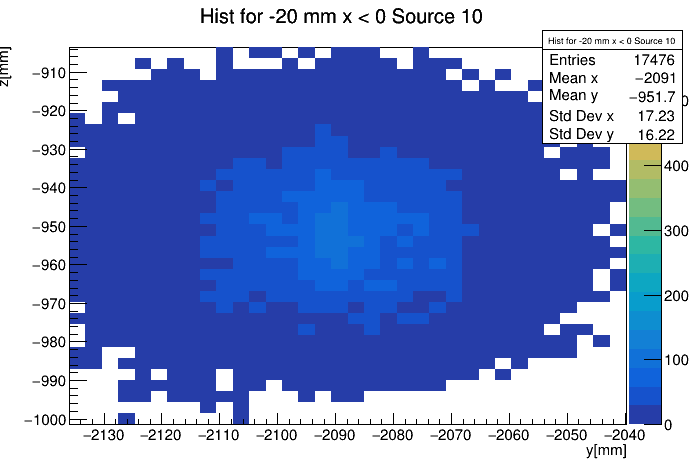 Hist for -20 mm x < 0 Source 10
Hist for -20 mm x < 0 Source 10
Entries 17476
Mean x −2091
Mean y −951.7
Std Dev x 17.23
Std Dev y 16.22
z[mm]
−910
−920
−930
−940
−950
−960
−970
−980
−990
−1000
−2130 −2120 −2110 −2100 −2090 −2080 −2070 −2060 −2050 −2040
y[mm]
0
400
300
200
100
0